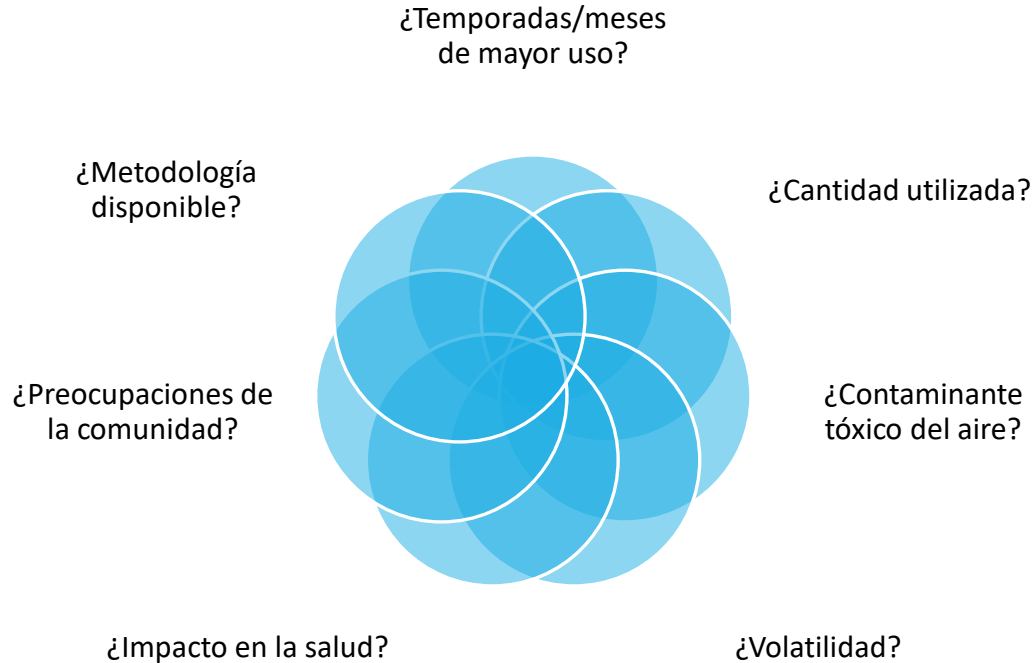 ¿Temporadas/meses
de mayor uso?
¿Metodología
disponible?
¿Cantidad utilizada?
¿Preocupaciones de
la comunidad?
¿Contaminante
tóxico del aire?
¿Impacto en la salud?
¿Volatilidad?